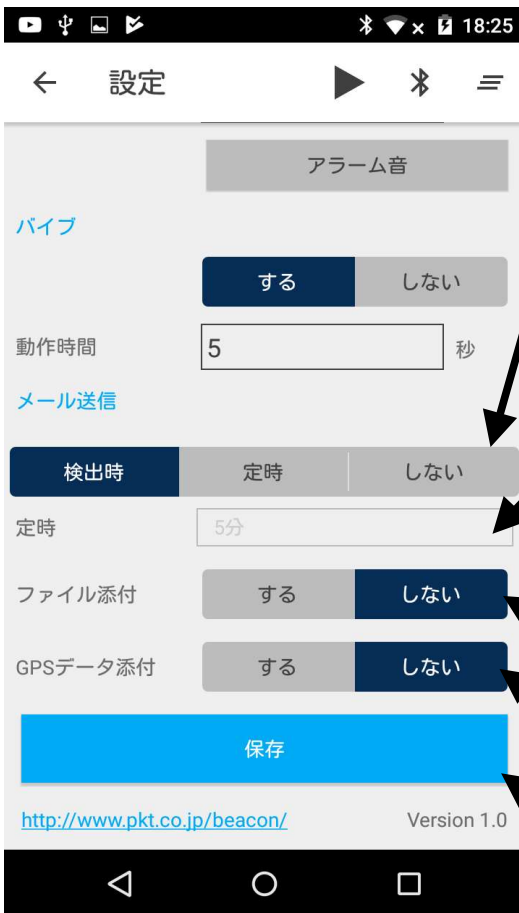 18:25
設定
アラーム音
バイブ
する しない
動作時間 5 秒
メール送信
検出時 定時 しない
定時 5分
ファイル添付 する しない
GPSデータ添付 する しない
保存
http://www.pkt.co.jp/beacon/ Version 1.0